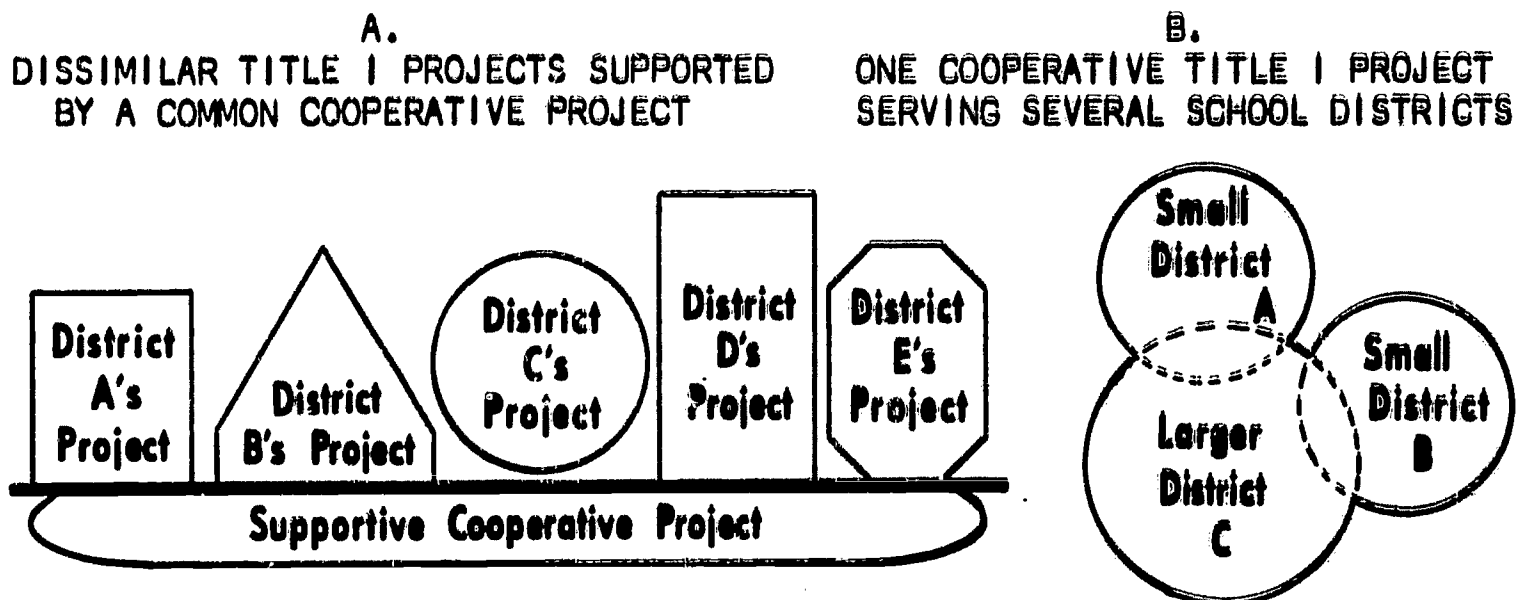 A.
DISSIMILAR TITLE I PROJECTS SUPPORTED
BY A COMMON COOPERATIVE PROJECT
District
A's
Project
District
B's Project
District
C's
Project
District
D's
Project
District
E's
Project
Supportive Cooperative Project
B.
ONE COOPERATIVE TITLE I PROJECT
SERVING SEVERAL SCHOOL DISTRICTS
Small
District
A
Small
District
B
Larger
District
C